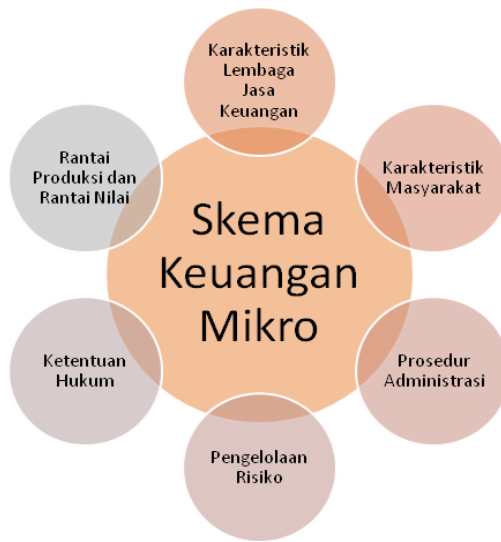 Karakteristik
Lembaga
Jasa
Keuangan
Rantai
Produksi dan
Rantai Nilai
Karakteristik
Masyarakat
Skema
Keuangan
Mikro
Ketentuan
Hukum
Prosedur
Administrasi
Pengelolaan
Risiko